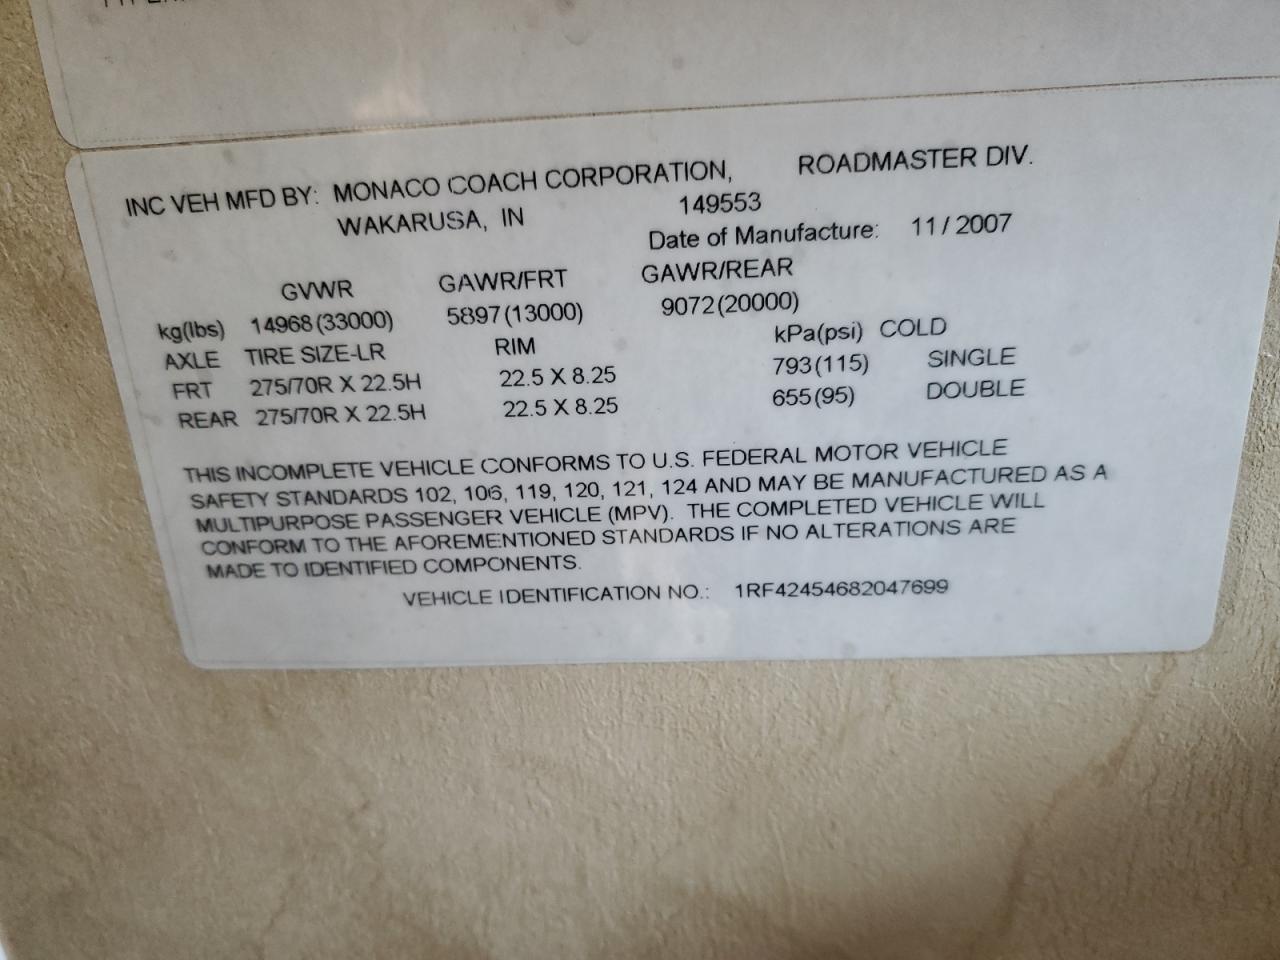 INC VEH MFD BY: MONACO COACH CORPORATION, ROADMASTER DIV.
WAKARUSA, IN 149553
Date of Manufacture: 11/2007
GVWR GAWR/FRT GAWR/REAR
kg(lbs) 14968(33000) 5897(13000) 9072(20000)
kPa(psi) COLD
AXLE TIRE SIZE-LR RIM
FRT 275/70R X 22.5H 22.5 X 8.25 793(115) SINGLE
REAR 275/70R X 22.5H 22.5 X 8.25 655(95) DOUBLE
THIS INCOMPLETE VEHICLE CONFORMS TO U.S. FEDERAL MOTOR VEHICLE
SAFETY STANDARDS 102, 106, 119, 120, 121, 124 AND MAY BE MANUFACTURED AS A
MULTIPURPOSE PASSENGER VEHICLE (MPV). THE COMPLETED VEHICLE WILL
CONFORM TO THE AFOREMENTIONED STANDARDS IF NO ALTERATIONS ARE
MADE TO IDENTIFIED COMPONENTS.
VEHICLE IDENTIFICATION NO.: 1RF42454682047699